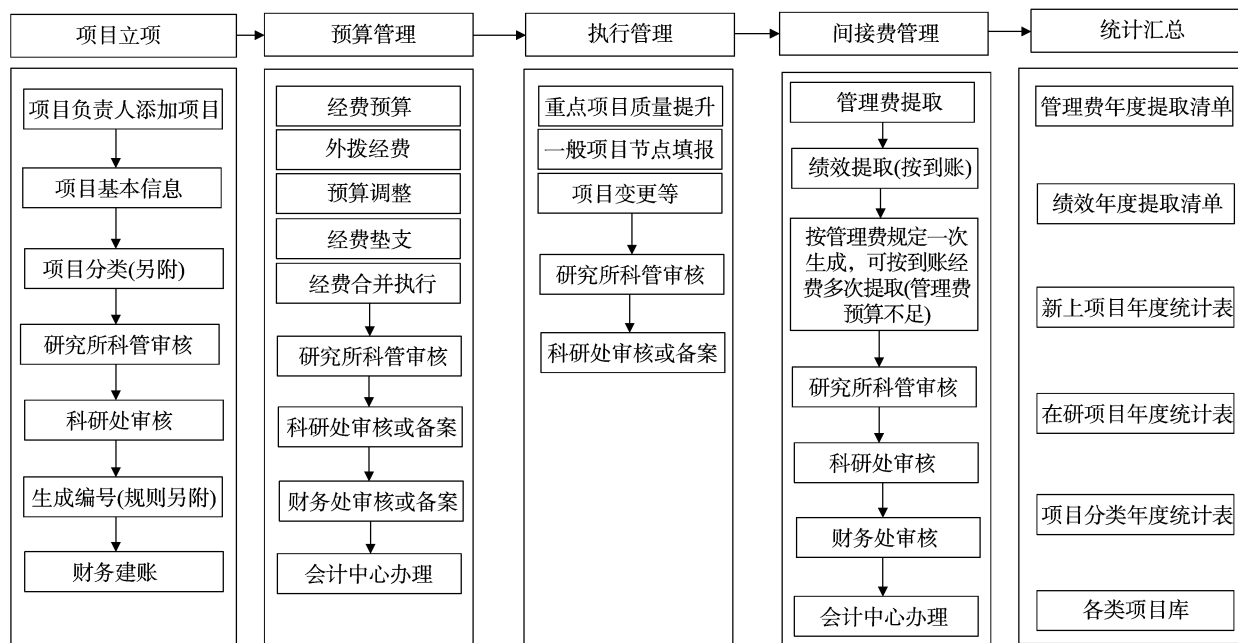 项目立项
预算管理
执行管理
间接费管理
统计汇总
项目负责人添加项目
项目基本信息
项目分类(另附)
研究所科管审核
科研处审核
生成编号(规则另附)
财务建账
经费预算
外拨经费
预算调整
经费垫支
经费合并执行
研究所科管审核
科研处审核或备案
财务处审核或备案
会计中心办理
重点项目质量提升
一般项目节点填报
项目变更等
研究所科管审核
科研处审核或备案
管理费提取
绩效提取(按到账)
按管理费规定一次
生成，可按到账经
费多次提取(管理费
预算不足)
研究所科管审核
科研处审核
财务处审核
会计中心办理
管理费年度提取清单
绩效年度提取清单
新上项目年度统计表
在研项目年度统计表
项目分类年度统计表
各类项目库